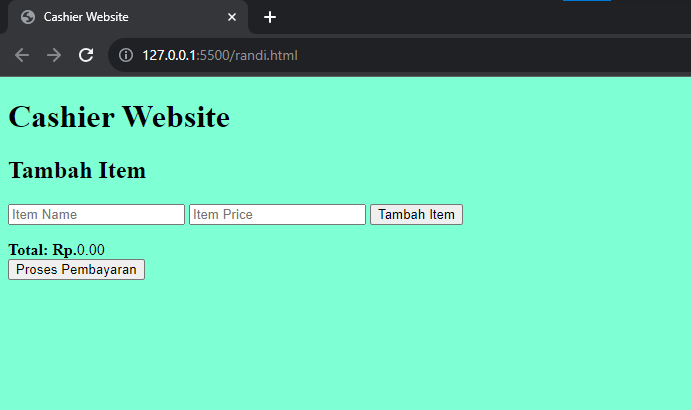 Cashier Website
127.0.0.1:5500/randi.html
Cashier Website
Tambah Item
Item Name Item Price Tambah Item
Total: Rp.0.00
Proses Pembayaran